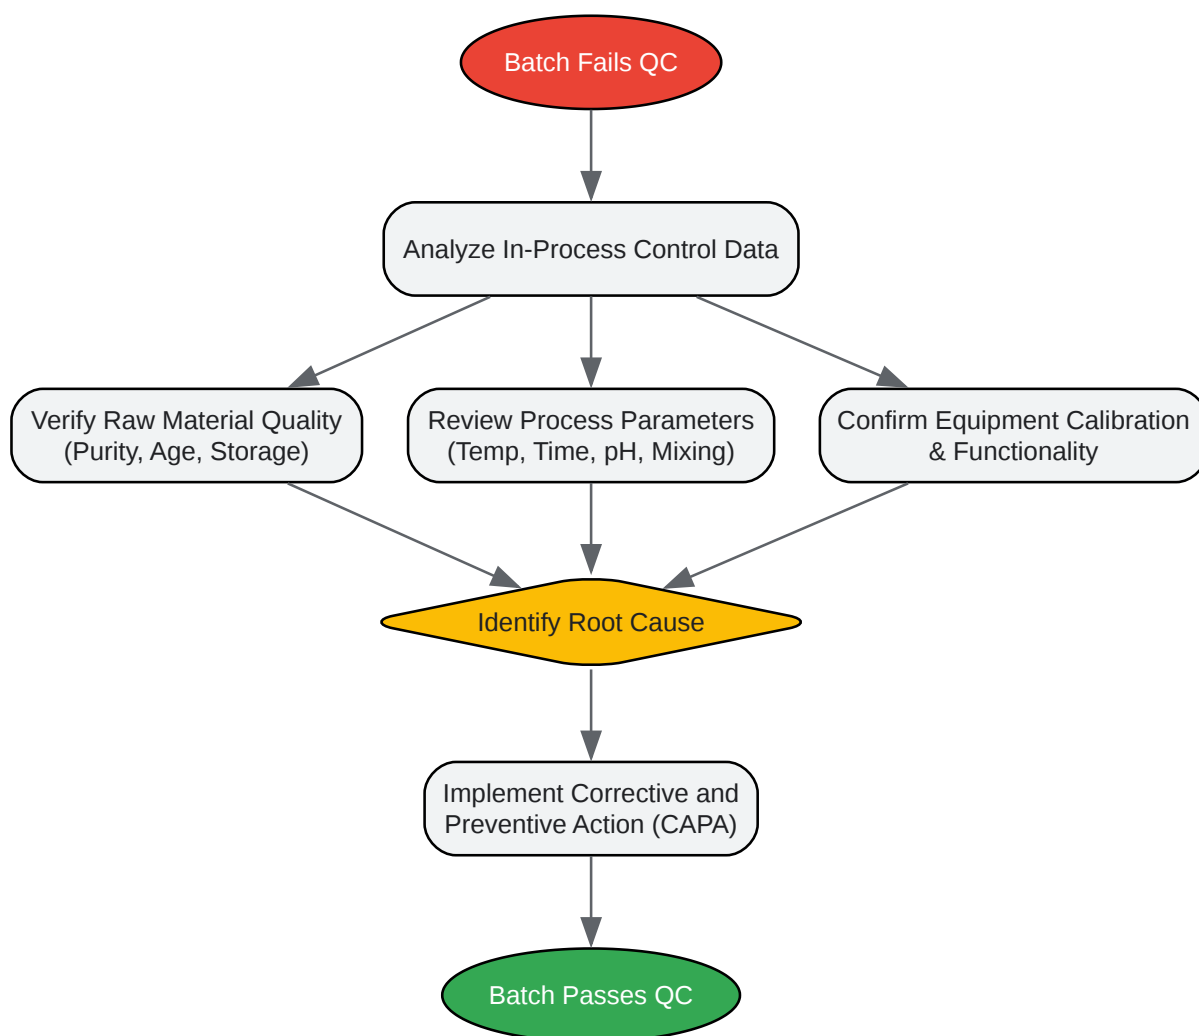 Batch Fails QC
Analyze In-Process Control Data
Verify Raw Material Quality
(Purity, Age, Storage)
Review Process Parameters
(Temp, Time, pH, Mixing)
Confirm Equipment Calibration
& Functionality
Identify Root Cause
Implement Corrective and
Preventive Action (CAPA)
Batch Passes QC